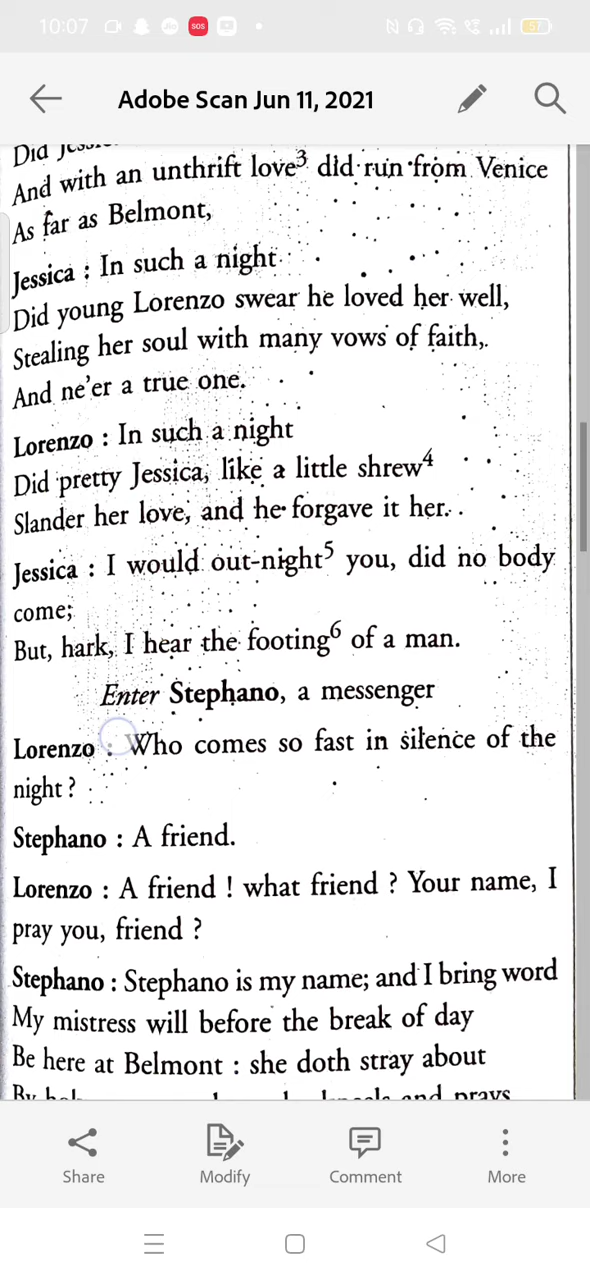 10:07
SOS
57
Adobe Scan Jun 11, 2021
Did
And with an unthrift love3 did run from Venice
As far as Belmont,
Jessica : In such a night
Did young Lorenzo swear he loved her well,
Stealing her soul with many vows of faith,
And ne'er a true one.
Lorenzo : In such a night
Did pretty Jessica, like a little shrew4
Slander her love, and he forgave it her.
Jessica : I would out-night5 you, did no body
come;
But, hark, I hear the footing6 of a man.
Enter Stephano, a messenger
Lorenzo : Who comes so fast in silence of the
night ?
Stephano : A friend.
Lorenzo : A friend ! what friend ? Your name, I
pray you, friend ?
Stephano : Stephano is my name; and I bring word
My mistress will before the break of day
Be here at Belmont : she doth stray about
By and prays
Share
Modify
Comment
More